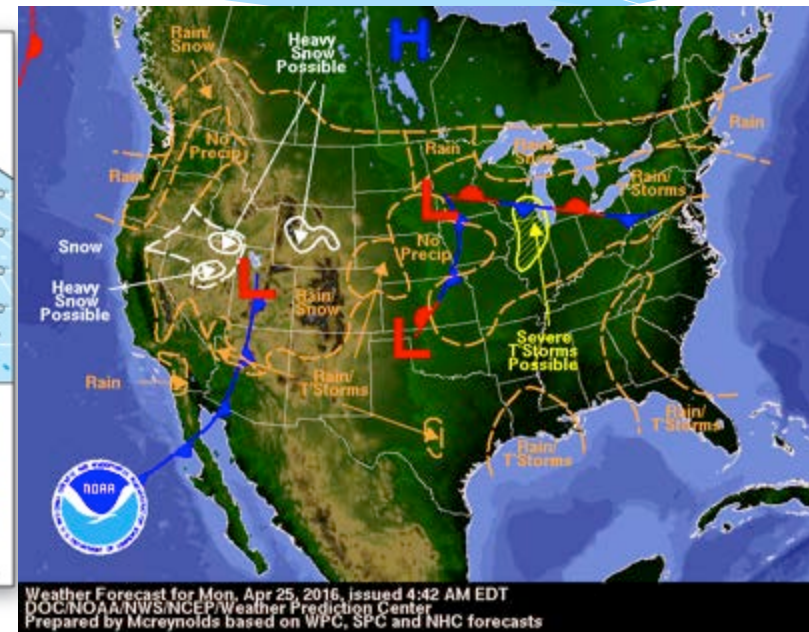 Rain/
Snow
Heavy
Snow
Possible
H
No
Precip
Rain
Rain
Rain/
Snow
Rain
Rain/
T'Storms
L
No
Precip
Snow
Heavy
Snow
Possible
L
Rain/
Snow
L
Severe
T'Storms
Possible
Rain
Rain/
T'Storms
Rain/
T'Storms
Rain/
T'Storms
NOAA
Weather Forecast for Mon, Apr 25, 2016, issued 4:42 AM EDT
DOC/NOAA/NWS/NCEP/Weather Prediction Center
Prepared by Mcreynolds based on WPC, SPC and NHC forecasts